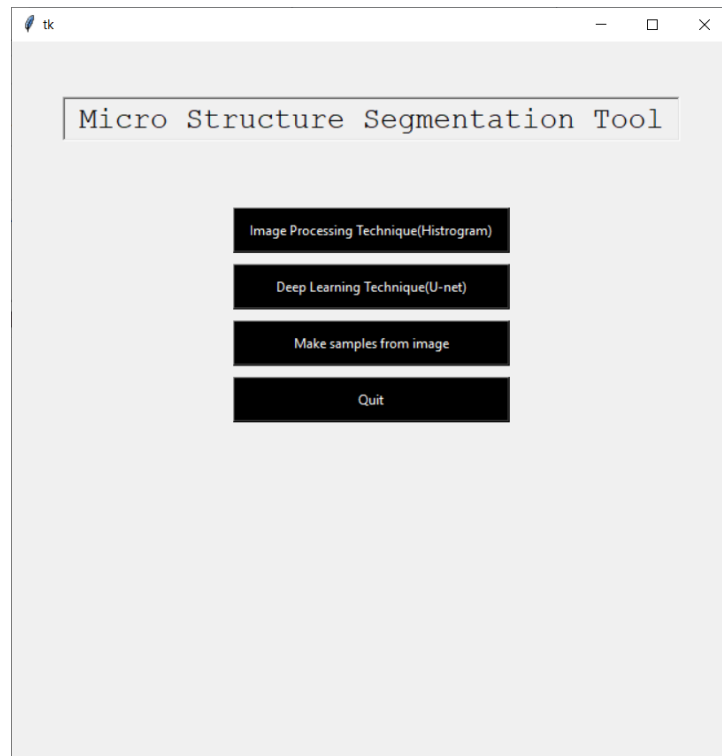 tk
Micro Structure Segmentation Tool
Image Processing Technique(Histrogram)
Deep Learning Technique(U-net)
Make samples from image
Quit